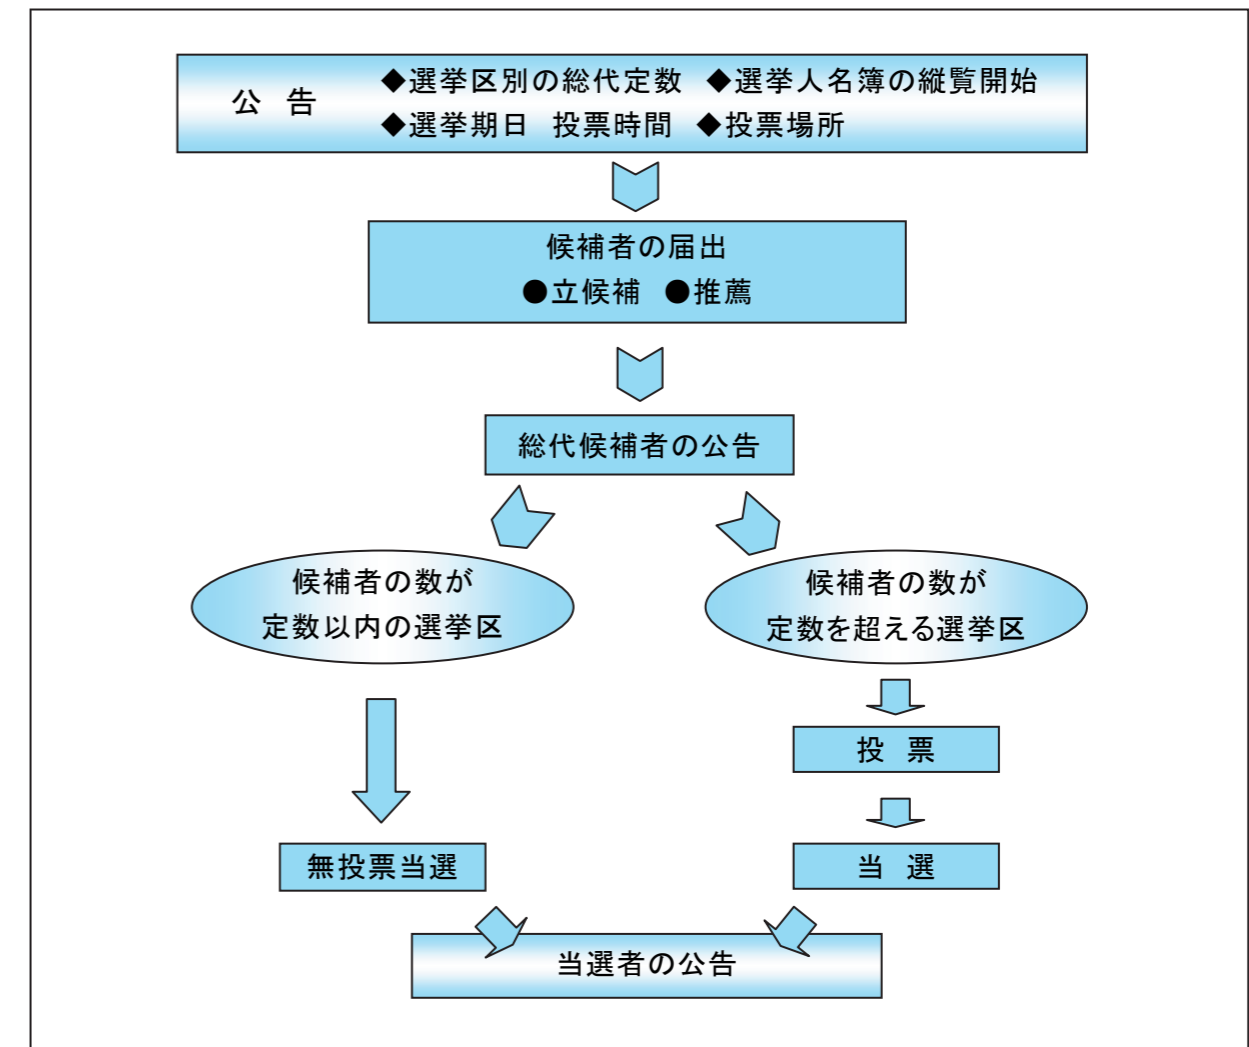 公 告
◆選挙区別の総代定数 ◆選挙人名簿の縦覧開始
◆選挙期日 投票時間 ◆投票場所
候補者の届出
●立候補 ●推薦
総代候補者の公告
候補者の数が
定数以内の選挙区
候補者の数が
定数を超える選挙区
投 票
無投票当選
当 選
当選者の公告